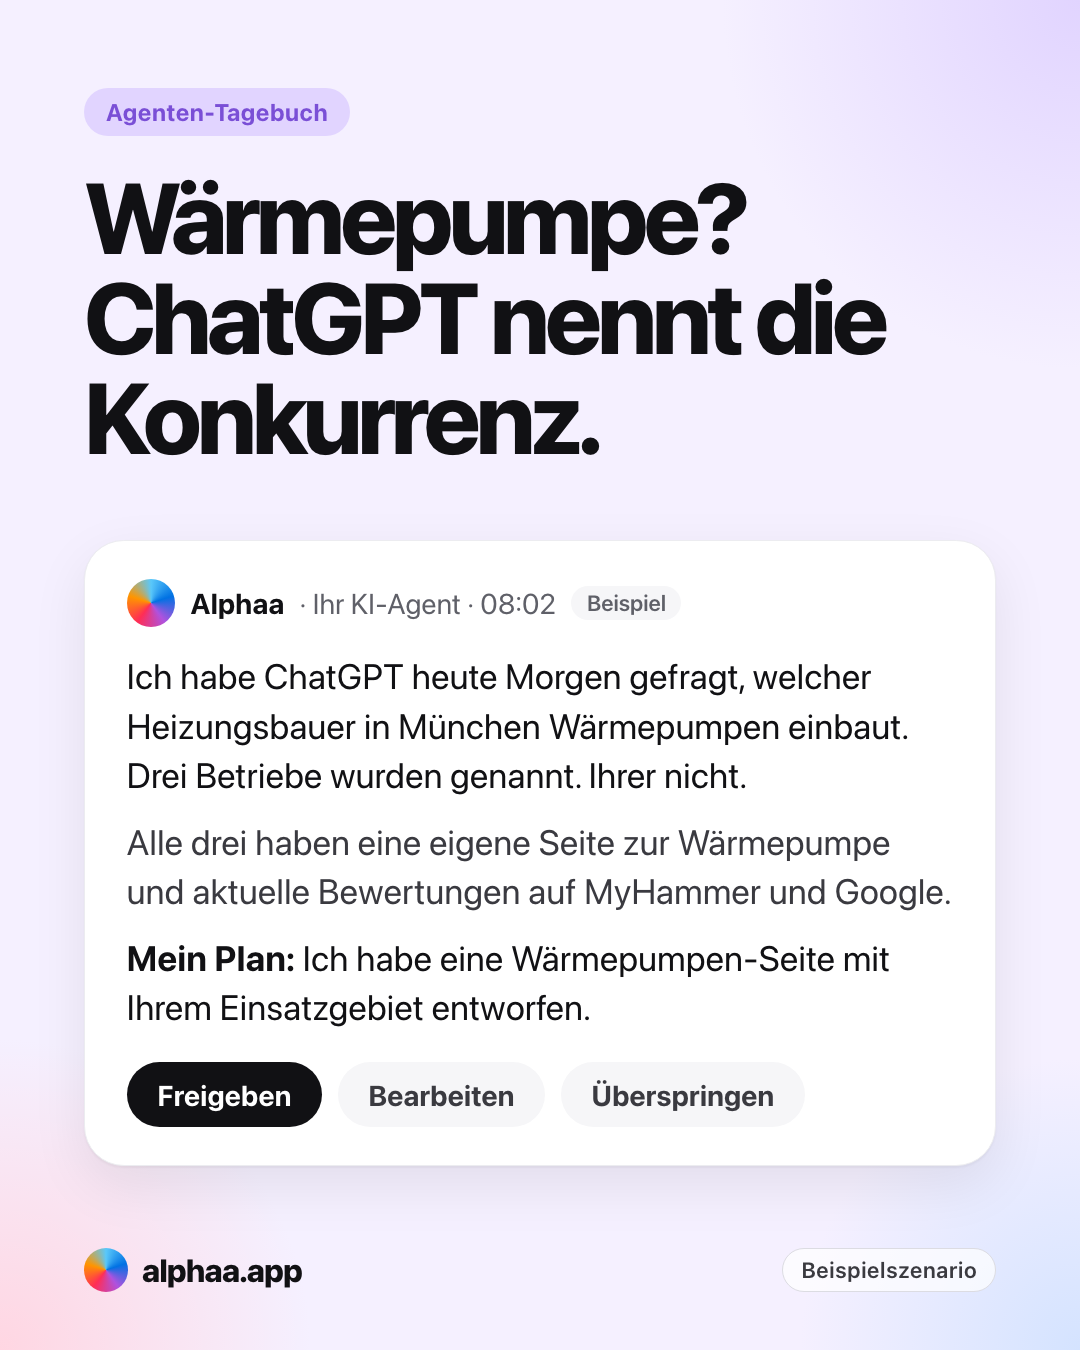 Agenten-Tagebuch
Wärmepumpe?
ChatGPT nennt die
Konkurrenz.
Alphaa · Ihr KI-Agent · 08:02 Beispiel
Ich habe ChatGPT heute Morgen gefragt, welcher
Heizungsbauer in München Wärmepumpen einbaut.
Drei Betriebe wurden genannt. Ihrer nicht.
Alle drei haben eine eigene Seite zur Wärmepumpe
und aktuelle Bewertungen auf MyHammer und Google.
Mein Plan: Ich habe eine Wärmepumpen-Seite mit
Ihrem Einsatzgebiet entworfen.
Freigeben Bearbeiten Überspringen
alphaa.app Beispielszenario